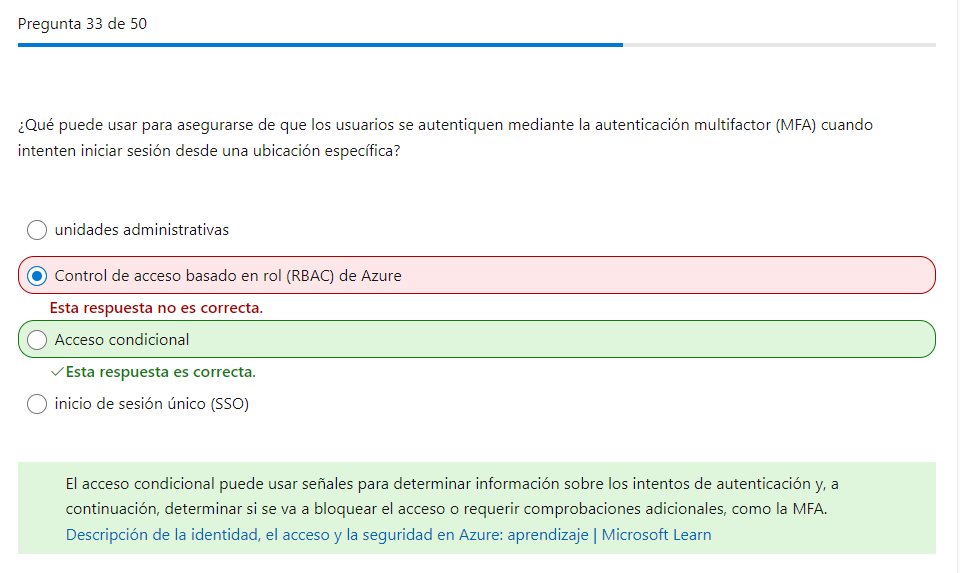 Pregunta 33 de 50
¿Qué puede usar para asegurarse de que los usuarios se autentiquen mediante la autenticación multifactor (MFA) cuando
intenten iniciar sesión desde una ubicación específica?
unidades administrativas
Control de acceso basado en rol (RBAC) de Azure
Esta respuesta no es correcta.
Acceso condicional
Esta respuesta es correcta.
inicio de sesión único (SSO)
El acceso condicional puede usar señales para determinar información sobre los intentos de autenticación y, a
continuación, determinar si se va a bloquear el acceso o requerir comprobaciones adicionales, como la MFA.
Descripción de la identidad, el acceso y la seguridad en Azure: aprendizaje | Microsoft Learn